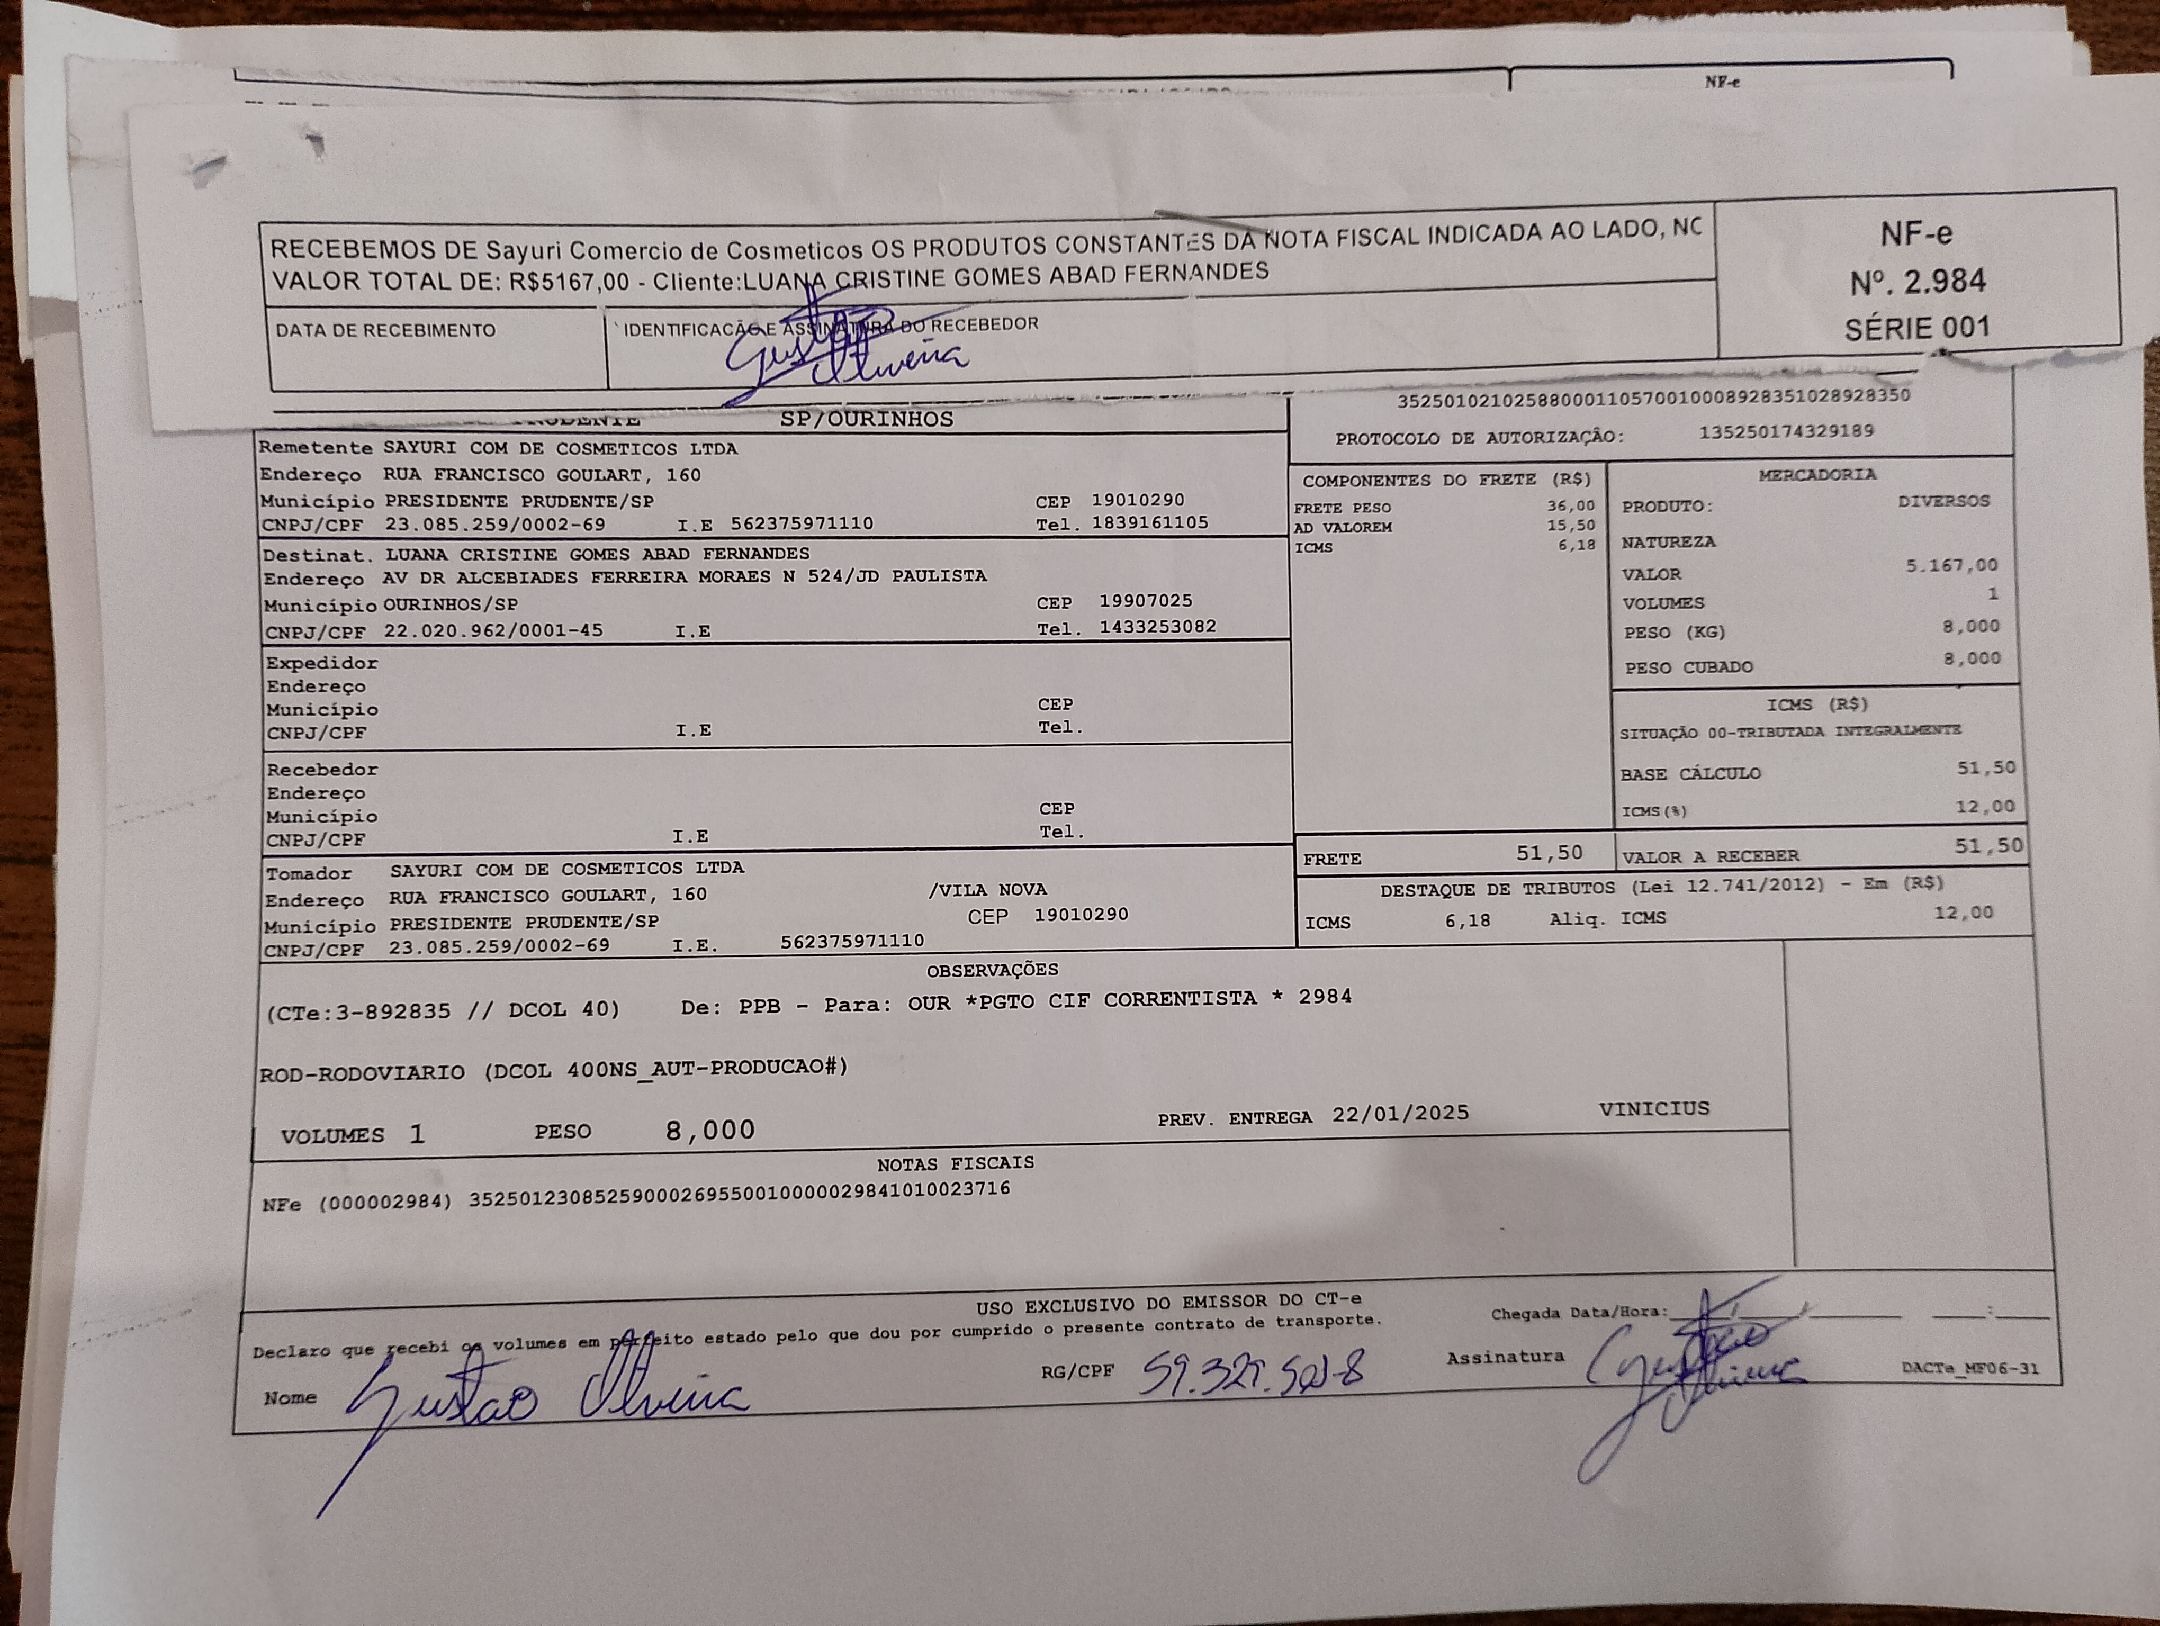 NF-e
RECEBEMOS DE Sayuri Comercio de Cosmeticos OS PRODUTOS CONSTANTES DA NOTA FISCAL INDICADA AO LADO, NO
VALOR TOTAL DE: R$5167,00 - Cliente:LUANA CRISTINE GOMES ABAD FERNANDES
DATA DE RECEBIMENTO
IDENTIFICACÃO E ASSINATURA DO RECEBEDOR
Gustao Oliveira
NF-e
Nº. 2.984
SÉRIE 001
SP/OURINHOS
35250102102588000110570010008928351028928350
PROTOCOLO DE AUTORIZAÇÃO: 135250174329189
Remetente SAYURI COM DE COSMETICOS LTDA
Endereço RUA FRANCISCO GOULART, 160
Município PRESIDENTE PRUDENTE/SP CEP 19010290
CNPJ/CPF 23.085.259/0002-69 I.E 562375971110 Tel. 1839161105
Destinat. LUANA CRISTINE GOMES ABAD FERNANDES
Endereço AV DR ALCEBIADES FERREIRA MORAES N 524/JD PAULISTA
Município OURINHOS/SP CEP 19907025
CNPJ/CPF 22.020.962/0001-45 I.E Tel. 1433253082
Expedidor
Endereço
Município CEP
CNPJ/CPF I.E Tel.
Recebedor
Endereço
Município CEP
CNPJ/CPF I.E Tel.
Tomador SAYURI COM DE COSMETICOS LTDA
Endereço RUA FRANCISCO GOULART, 160 /VILA NOVA
Município PRESIDENTE PRUDENTE/SP CEP 19010290
CNPJ/CPF 23.085.259/0002-69 I.E. 562375971110
COMPONENTES DO FRETE (R$)
FRETE PESO 36,00
AD VALOREM 15,50
ICMS 6,18
MERCADORIA
PRODUTO: DIVERSOS
NATUREZA
VALOR 5.167,00
VOLUMES 1
PESO (KG) 8,000
PESO CUBADO 8,000
ICMS (R$)
SITUAÇÃO 00-TRIBUTADA INTEGRALMENTE
BASE CÁLCULO 51,50
ICMS(%) 12,00
FRETE 51,50 VALOR A RECEBER 51,50
DESTAQUE DE TRIBUTOS (Lei 12.741/2012) - Em (R$)
ICMS 6,18 Aliq. ICMS 12,00
OBSERVAÇÕES
(CTe:3-892835 // DCOL 40) De: PPB - Para: OUR *PGTO CIF CORRENTISTA * 2984
ROD-RODOVIARIO (DCOL 400NS_AUT-PRODUCAO#)
VOLUMES 1 PESO 8,000 PREV. ENTREGA 22/01/2025 VINICIUS
NOTAS FISCAIS
NFe (000002984) 35250123085259000269550010000029841010023716
USO EXCLUSIVO DO EMISSOR DO CT-e
Declaro que recebi os volumes em perfeito estado pelo que dou por cumprido o presente contrato de transporte.
Chegada Data/Hora: / / :
Nome Gustao Oliveira RG/CPF 59.327.501-8 Assinatura Gustao Oliveira
DACTe_MF06-31